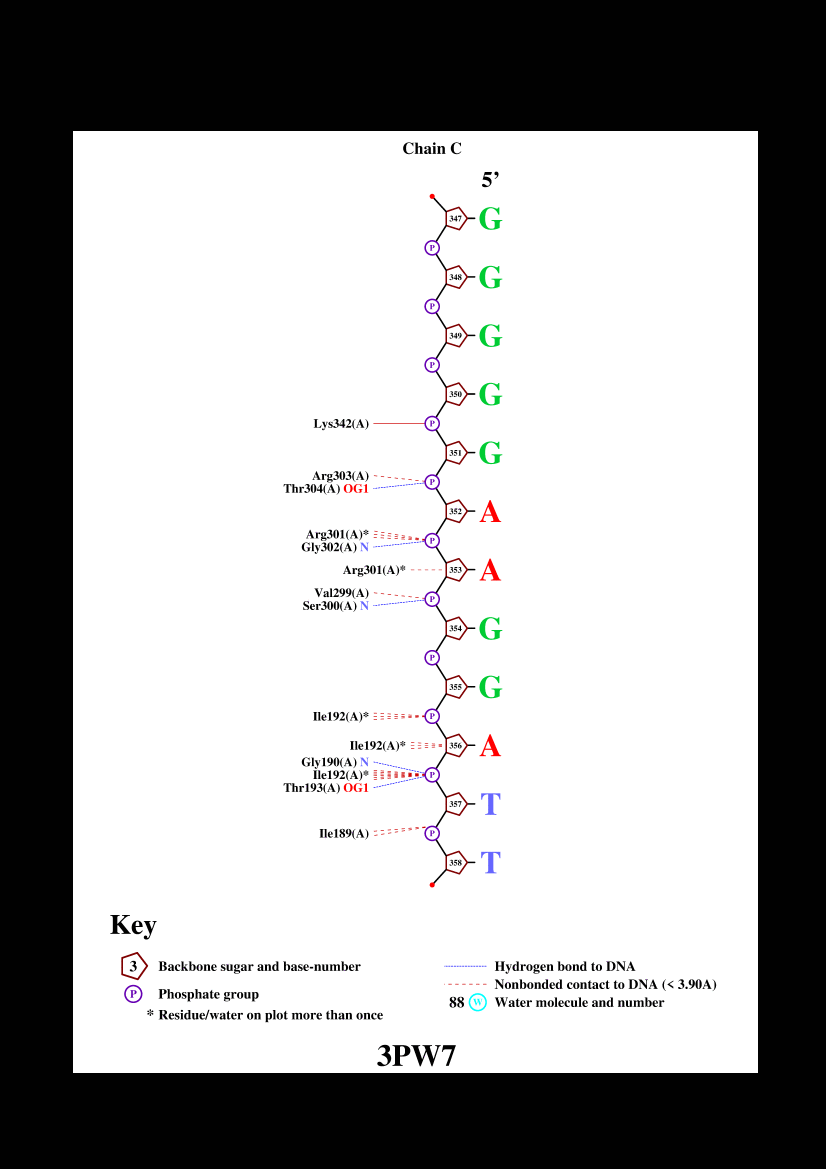 Chain C
5’
347 G
P
348 G
P
349 G
P
350 G
Lys342(A) P
351 G
Arg303(A)
Thr304(A) OG1 P
352 A
Arg301(A)*
Gly302(A) N P
Arg301(A)* 353 A
Val299(A)
Ser300(A) N P
354 G
P
355 G
Ile192(A)* P
Ile192(A)* 356 A
Gly190(A) N
Ile192(A)* P
Thr193(A) OG1
357 T
Ile189(A) P
358 T
Key
3 Backbone sugar and base-number
P Phosphate group
* Residue/water on plot more than once
Hydrogen bond to DNA
Nonbonded contact to DNA (< 3.90A)
88 W Water molecule and number
3PW7